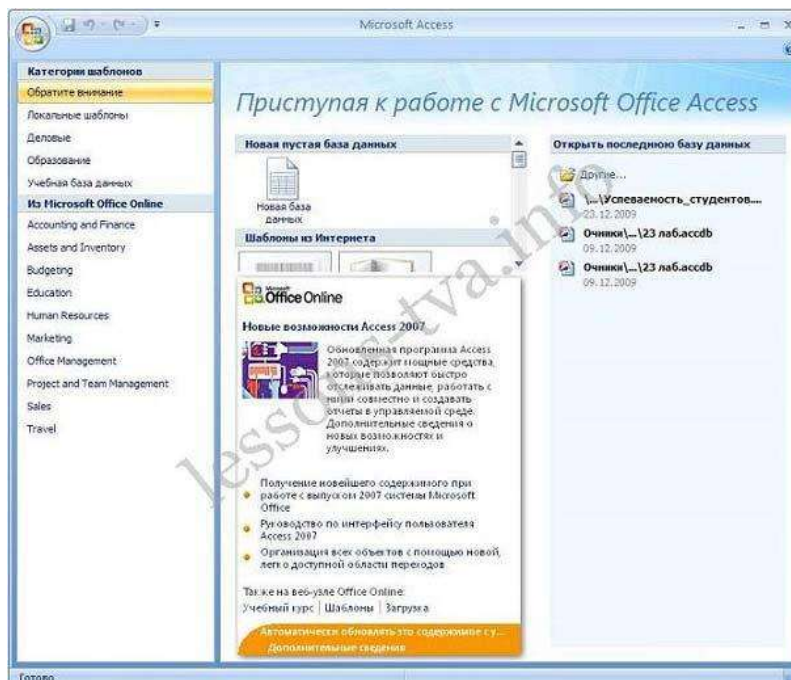 Microsoft Access
Категории шаблонов
Обратите внимание
Локальные шаблоны
Деловые
Образование
Учебная база данных
Из Microsoft Office Online
Accounting and Finance
Assets and Inventory
Budgeting
Education
Human Resources
Marketing
Office Management
Project and Team Management
Sales
Travel
Приступая к работе с Microsoft Office Access
Новая пустая база данных
Новая база
данных
Шаблоны из Интернета
Microsoft
Office Online
Новые возможности Access 2007
Обновленная программа Access
2007 содержит мощные средства,
которые позволяют быстро
отслеживать данные, работать с
ними совместно и создавать
отчеты в управляемой среде.
Дополнительные сведения о
новых возможностях и
улучшениях.
Получение новейшего содержимого при
работе с выпуском 2007 системы Microsoft
Office
Руководство по интерфейсу пользователя
Access 2007
Организация всех объектов с помощью новой,
легко доступной области переходов
Также на веб-узле Office Online:
Учебный курс | Шаблоны | Загрузка
Автоматически обновлять это содержимое с у...
Дополнительные сведения
Открыть последнюю базу данных
Другие...
\...\Успеваемость_студентов....
23.12.2009
Очники\...\23 лаб.accdb
09.12.2009
Очники\...\23 лаб.accdb
09.12.2009
Готово
lessons-tva.info